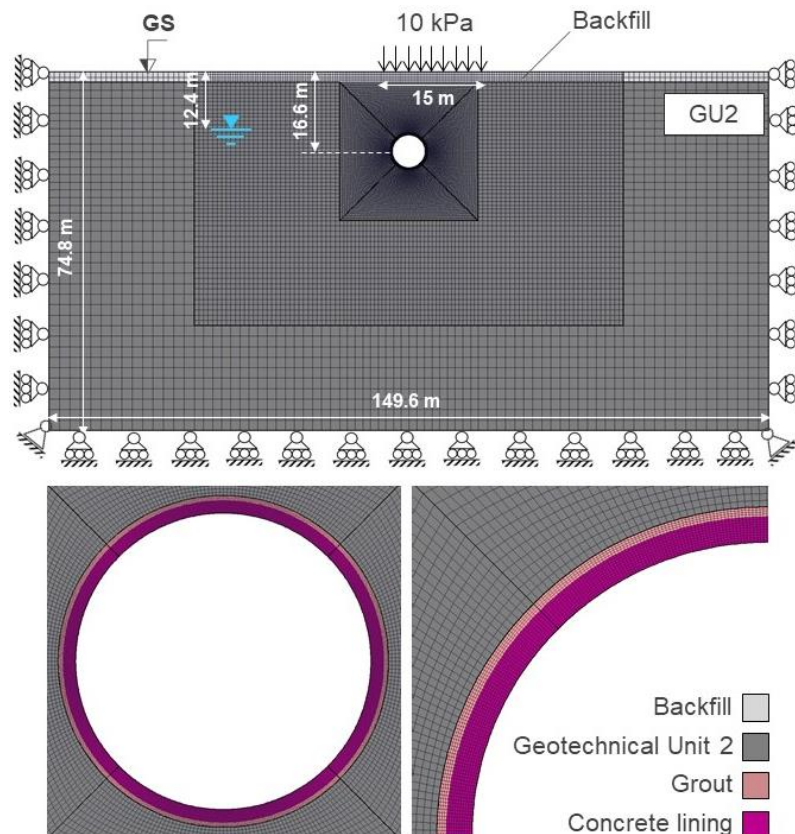 10 kPa
GS
Backfill
12.4 m
16.6 m
15 m
GU2
74.8 m
149.6 m
Backfill
Geotechnical Unit 2
Grout
Concrete lining